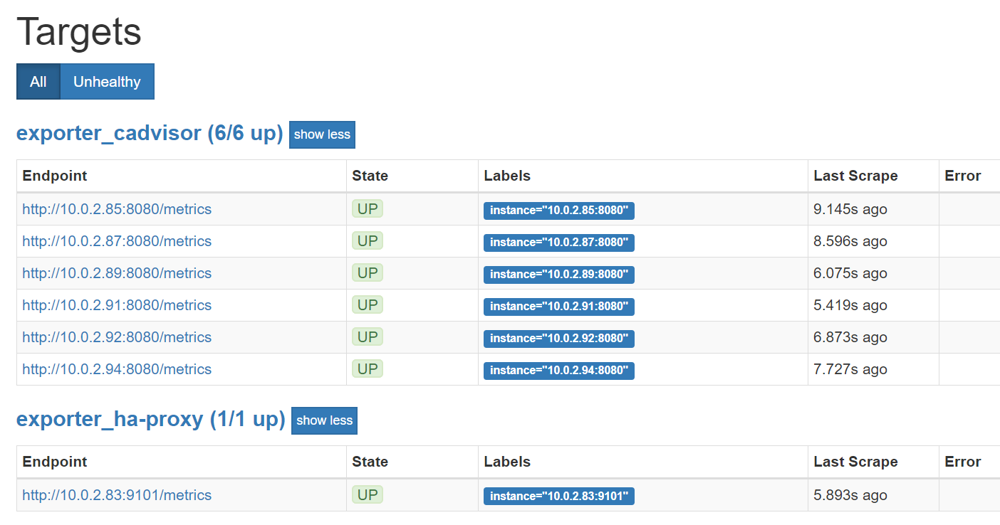 Targets
All Unhealthy
exporter_cadvisor (6/6 up) show less
Endpoint State Labels Last Scrape Error
http://10.0.2.85:8080/metrics UP instance="10.0.2.85:8080" 9.145s ago
http://10.0.2.87:8080/metrics UP instance="10.0.2.87:8080" 8.596s ago
http://10.0.2.89:8080/metrics UP instance="10.0.2.89:8080" 6.075s ago
http://10.0.2.91:8080/metrics UP instance="10.0.2.91:8080" 5.419s ago
http://10.0.2.92:8080/metrics UP instance="10.0.2.92:8080" 6.873s ago
http://10.0.2.94:8080/metrics UP instance="10.0.2.94:8080" 7.727s ago
exporter_ha-proxy (1/1 up) show less
Endpoint State Labels Last Scrape Error
http://10.0.2.83:9101/metrics UP instance="10.0.2.83:9101" 5.893s ago